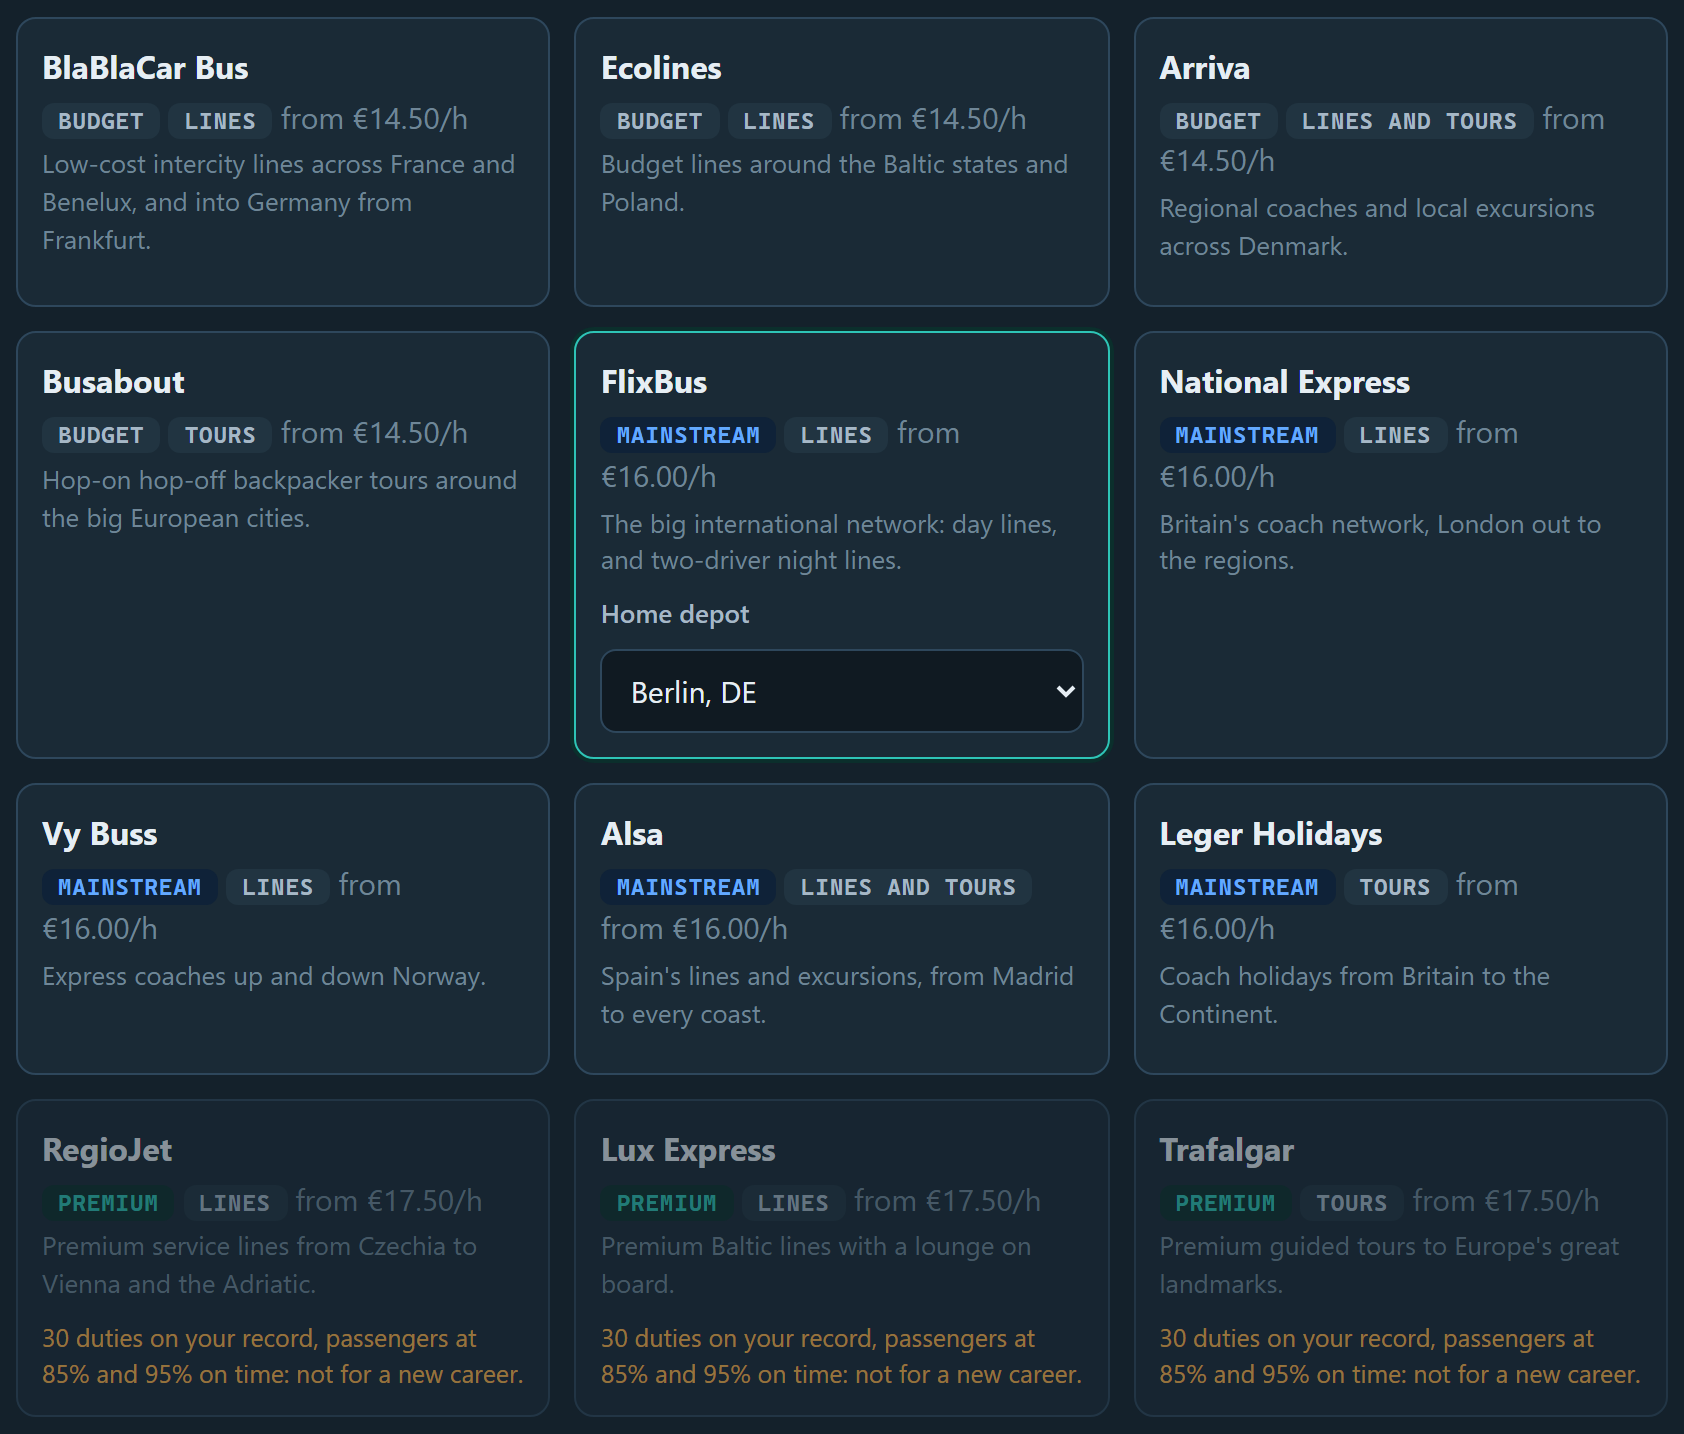 BlaBlaCar Bus
BUDGET LINES from €14.50/h
Low-cost intercity lines across France and
Benelux, and into Germany from
Frankfurt.
Ecolines
BUDGET LINES from €14.50/h
Budget lines around the Baltic states and
Poland.
Arriva
BUDGET LINES AND TOURS from
€14.50/h
Regional coaches and local excursions
across Denmark.
Busabout
BUDGET TOURS from €14.50/h
Hop-on hop-off backpacker tours around
the big European cities.
FlixBus
MAINSTREAM LINES from
€16.00/h
The big international network: day lines,
and two-driver night lines.
Home depot
Berlin, DE
National Express
MAINSTREAM LINES from
€16.00/h
Britain's coach network, London out to
the regions.
Vy Buss
MAINSTREAM LINES from
€16.00/h
Express coaches up and down Norway.
Alsa
MAINSTREAM LINES AND TOURS
from €16.00/h
Spain's lines and excursions, from Madrid
to every coast.
Leger Holidays
MAINSTREAM TOURS from
€16.00/h
Coach holidays from Britain to the
Continent.
RegioJet
PREMIUM LINES from €17.50/h
Premium service lines from Czechia to
Vienna and the Adriatic.
30 duties on your record, passengers at
85% and 95% on time: not for a new career.
Lux Express
PREMIUM LINES from €17.50/h
Premium Baltic lines with a lounge on
board.
30 duties on your record, passengers at
85% and 95% on time: not for a new career.
Trafalgar
PREMIUM TOURS from €17.50/h
Premium guided tours to Europe's great
landmarks.
30 duties on your record, passengers at
85% and 95% on time: not for a new career.